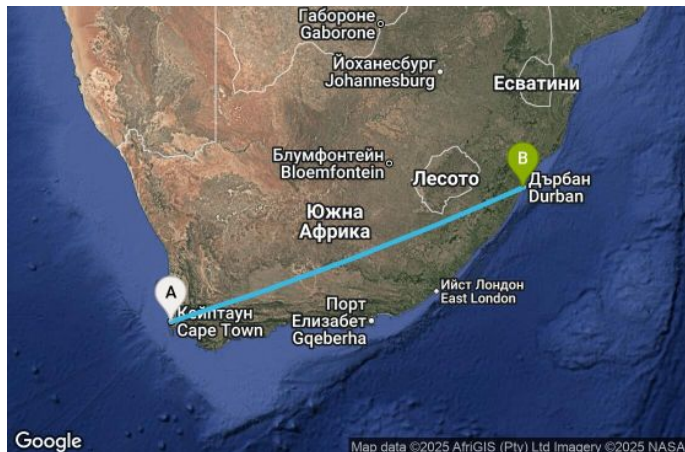 Габороне
Gaborone
Йоханесбург
Johannesburg
Есватини
Блумфонтейн
Bloemfontein
Лесото
B
Дърбан
Durban
Южна
Африка
A
Кейптаун
Cape Town
Порт
Елизабет
Gqeberha
Ийст Лондон
East London
Google
Map data ©2025 AfriGIS (Pty) Ltd Imagery ©2025 NASA